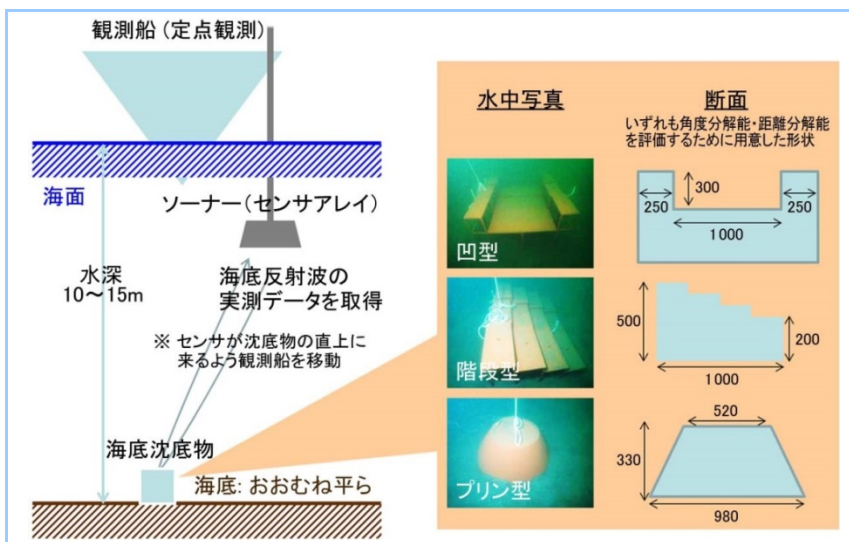 観測船(定点観測)
海面
ソーナー(センサアレイ)
水深
10～15m
海底反射波の
実測データを取得
※ センサが沈底物の直上に
来るよう観測船を移動
海底沈底物
海底: おおむね平ら
水中写真
断面
いずれも角度分解能・距離分解能
を評価するために用意した形状
凹型
300
250
250
1000
階段型
500
200
1000
プリン型
520
330
980